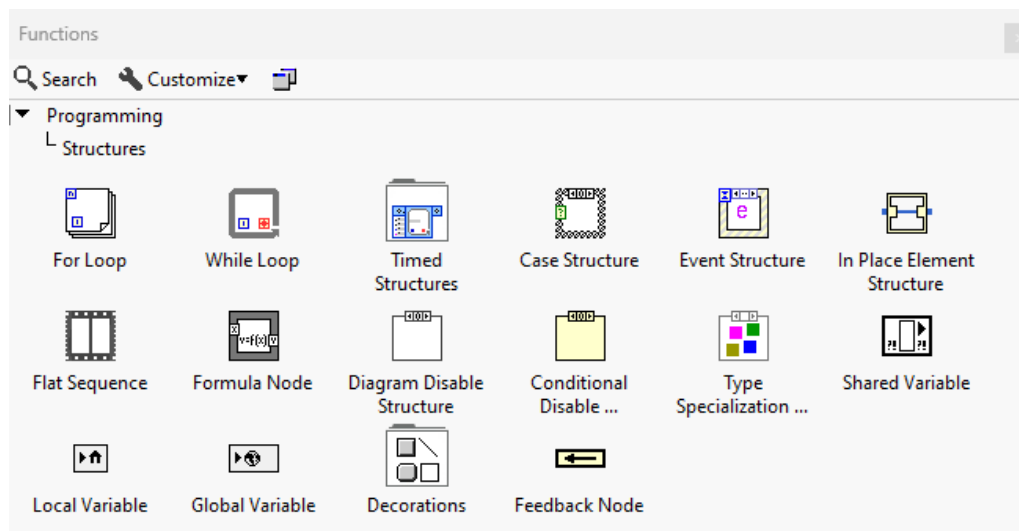 Functions
Search Customize
Programming
Structures
For Loop While Loop Timed Structures Case Structure Event Structure In Place Element Structure
Flat Sequence Formula Node Diagram Disable Structure Conditional Disable ... Type Specialization ... Shared Variable
Local Variable Global Variable Decorations Feedback Node